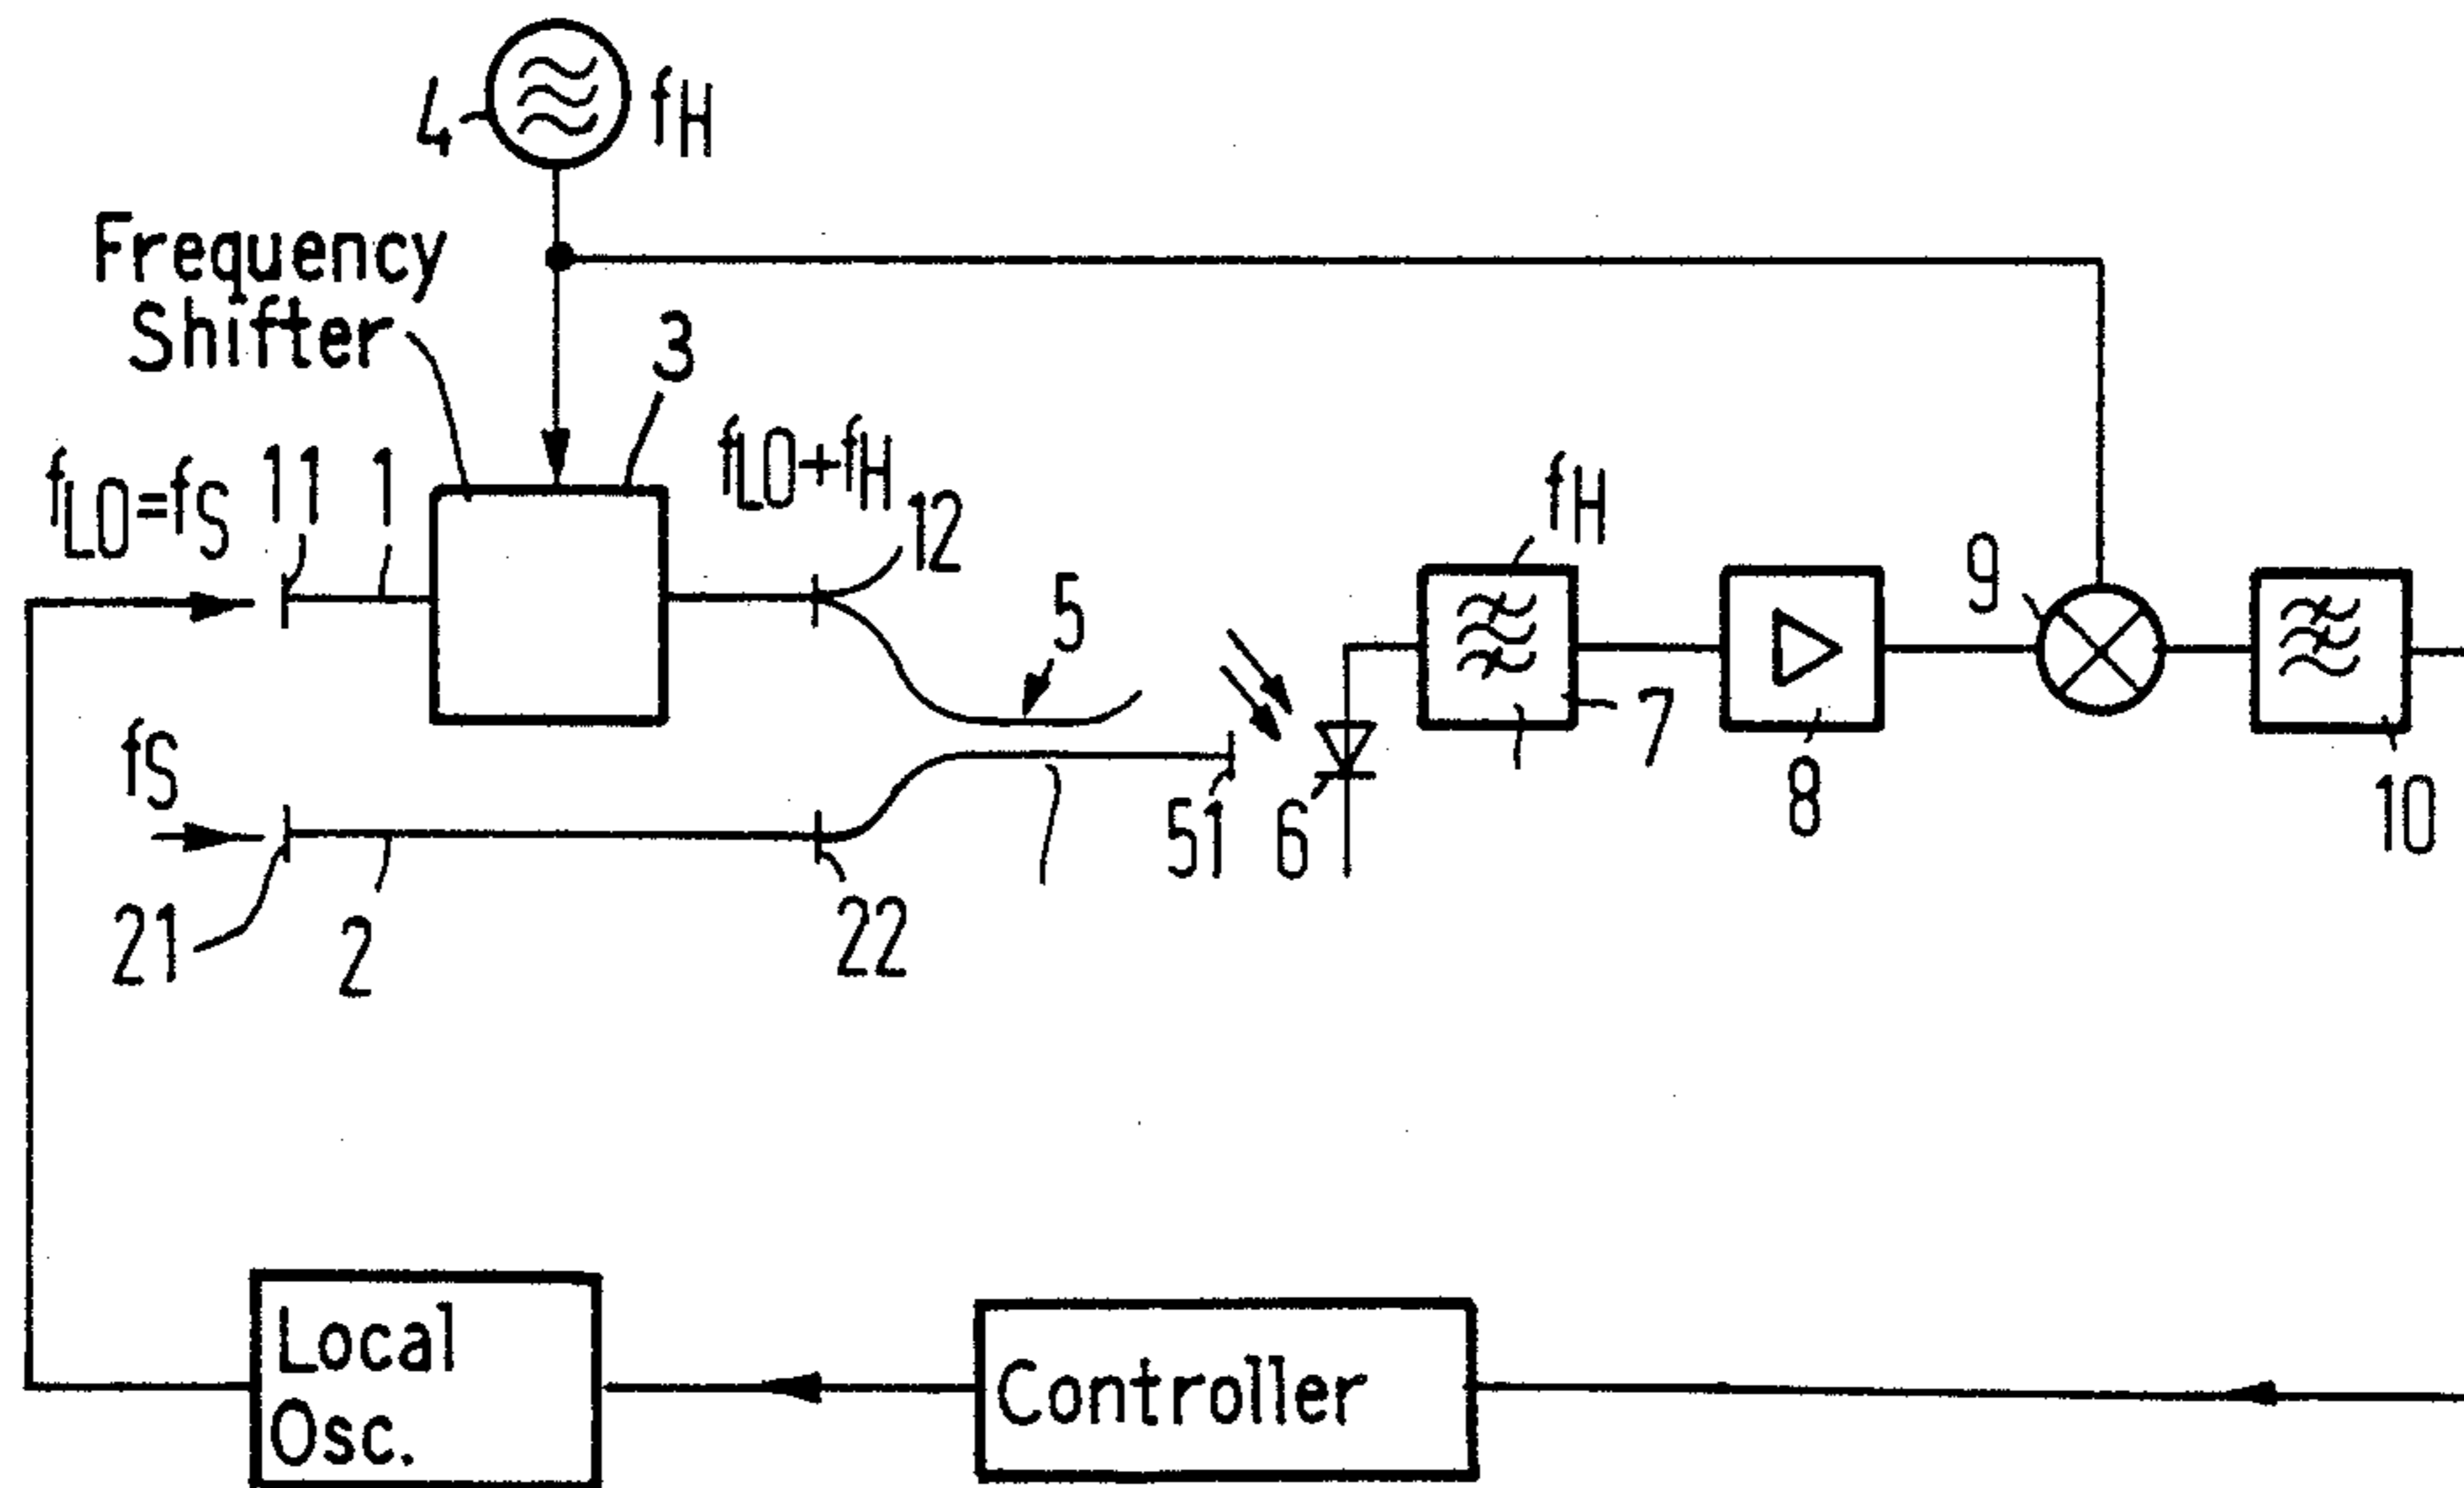 4
fH
Frequency
Shifter
3
fLO=fS
11
1
fLO+fH
12
5
fH
9
fS
51
6
7
8
10
21
2
22
Local
Osc.
Controller